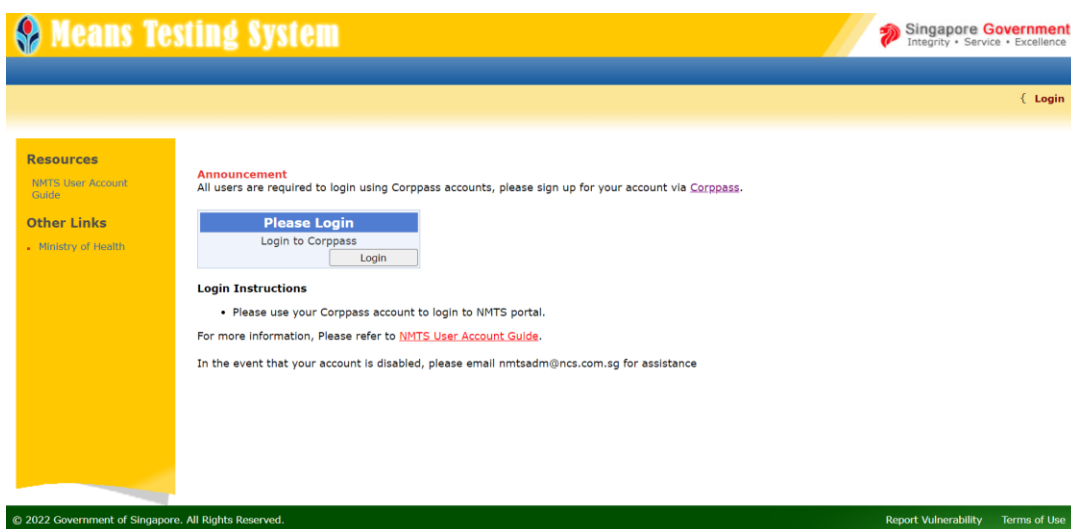 Means Testing System
Singapore Government
Integrity • Service • Excellence
{ Login
Resources
NMTS User Account
Guide
Other Links
• Ministry of Health
Announcement
All users are required to login using Corppass accounts, please sign up for your account via Corppass.
Please Login
Login to Corppass
Login
Login Instructions
• Please use your Corppass account to login to NMTS portal.
For more information, Please refer to NMTS User Account Guide.
In the event that your account is disabled, please email nmtsadm@ncs.com.sg for assistance
© 2022 Government of Singapore. All Rights Reserved.
Report Vulnerability Terms of Use